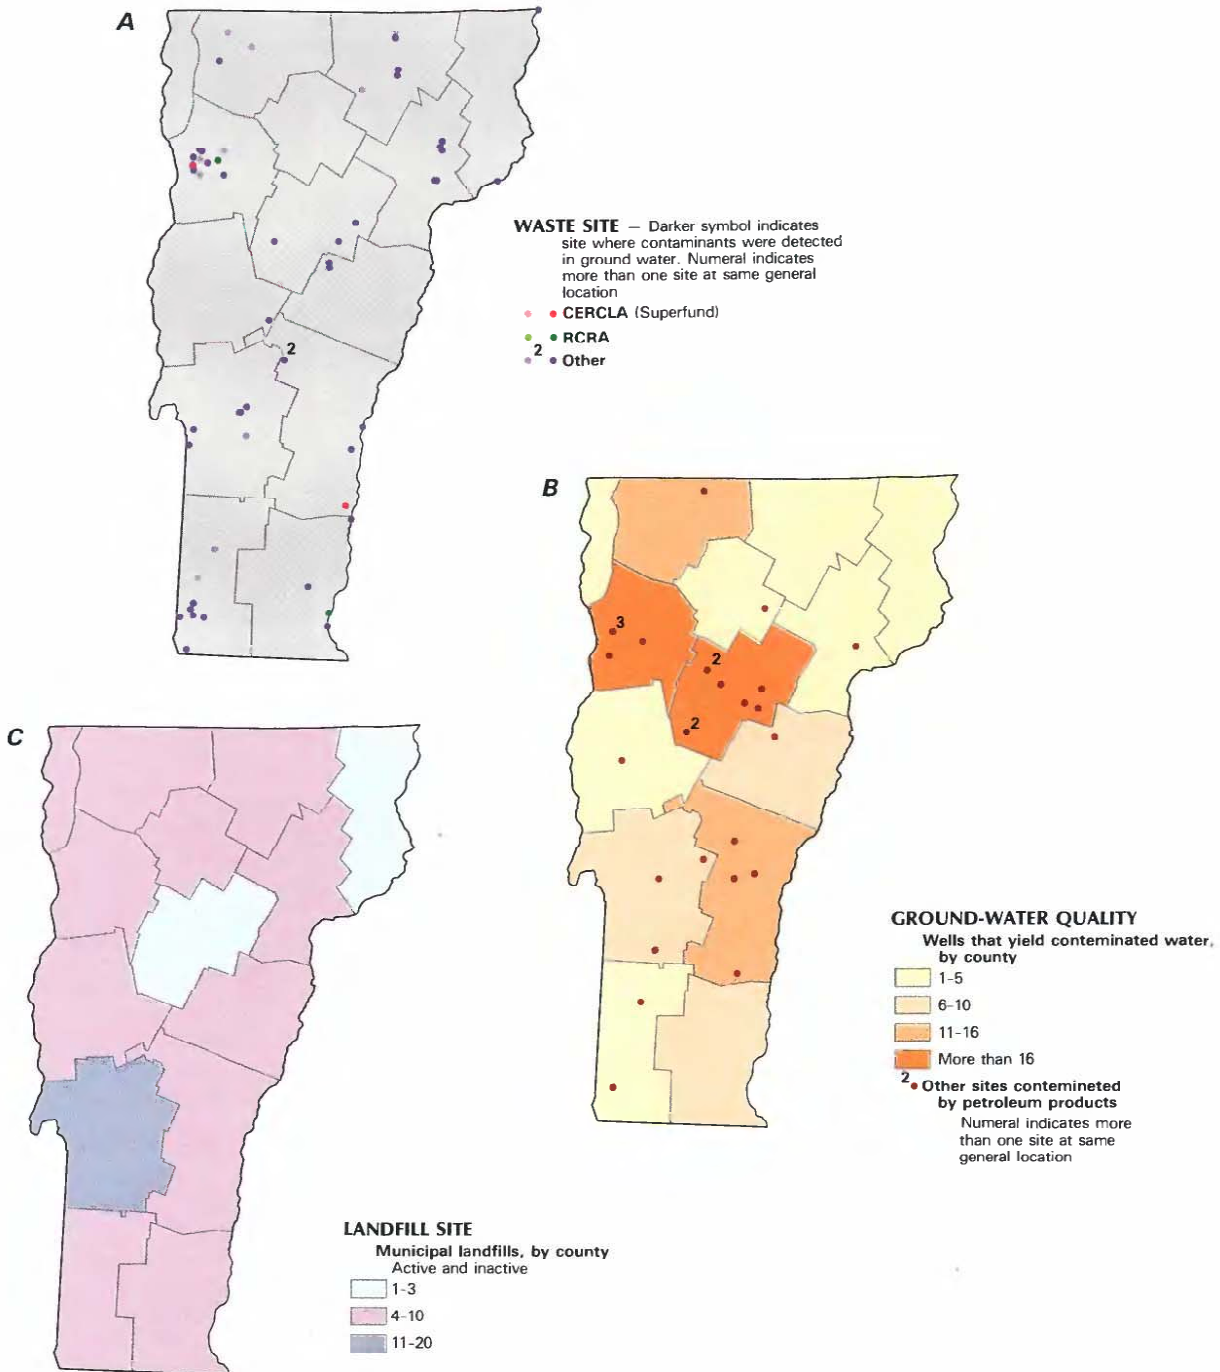 A
2
WASTE SITE — Darker symbol indicates
site where contaminants were detected
in ground water. Numeral indicates
more than one site at same general
location
CERCLA (Superfund)
RCRA
2 Other
B
3
2
2
GROUND-WATER QUALITY
Wells that yield contaminated water,
by county
1-5
6-10
11-16
More than 16
2 Other sites contamineted
by petroleum products
Numeral indicates more
than one site at same
general location
C
LANDFILL SITE
Municipal landfills, by county
Active and inactive
1-3
4-10
11-20